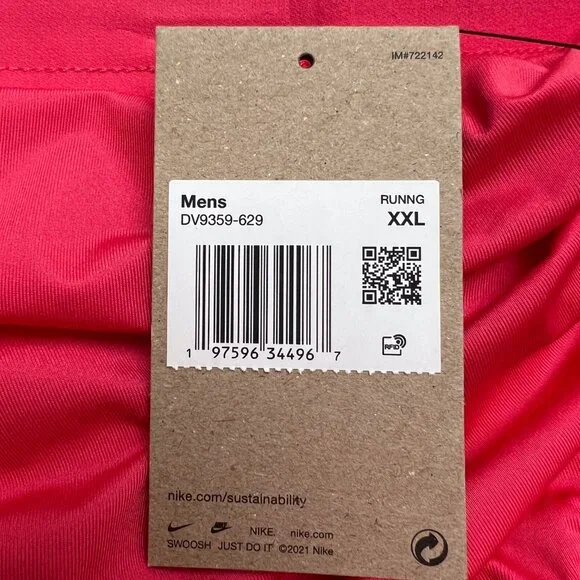 IM#722142
Mens RUNNG
DV9359-629 XXL
1 97596 34496 7
RFID
nike.com/sustainability
NIKE. nike.com
SWOOSH JUST DO IT ©2021 Nike